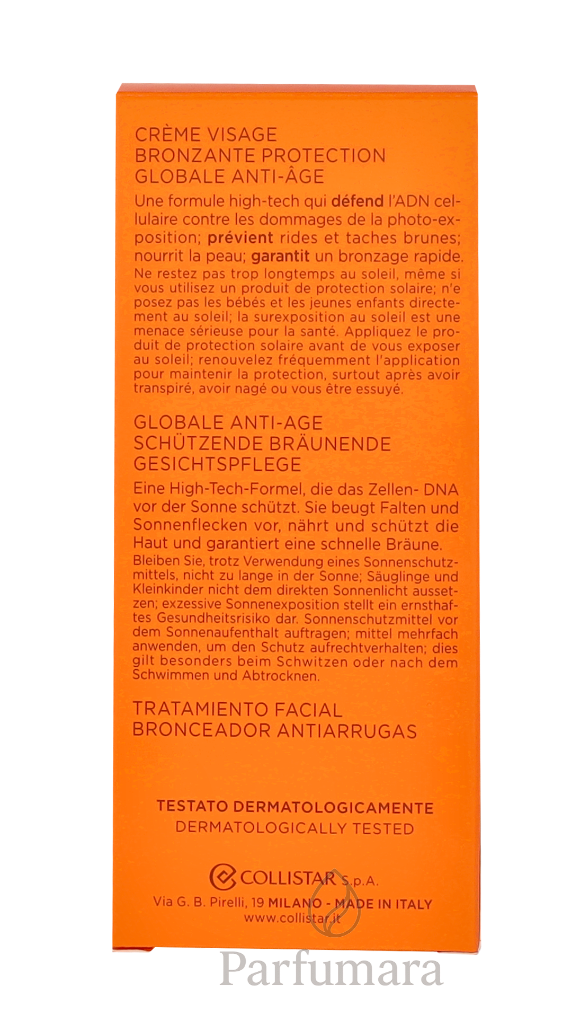 CRÈME VISAGE
BRONZANTE PROTECTION
GLOBALE ANTI-ÂGE
Une formule high-tech qui défend l'ADN cel-
lulaire contre les dommages de la photo-ex-
position; prévient rides et taches brunes;
nourrit la peau; garantit un bronzage rapide.
Ne restez pas trop longtemps au soleil, même si
vous utilisez un produit de protection solaire; n'e
posez pas les bébés et les jeunes enfants directe-
ment au soleil; la surexposition au soleil est une
menace sérieuse pour la santé. Appliquez le pro-
duit de protection solaire avant de vous exposer
au soleil; renouvelez fréquemment l'application
pour maintenir la protection, surtout après avoir
transpiré, avoir nagé ou vous être essuyé.
GLOBALE ANTI-AGE
SCHÜTZENDE BRÄUNENDE
GESICHTSPFLEGE
Eine High-Tech-Formel, die das Zellen- DNA
vor der Sonne schützt. Sie beugt Falten und
Sonnenflecken vor, nährt und schützt die
Haut und garantiert eine schnelle Bräune.
Bleiben Sie, trotz Verwendung eines Sonnenschutz-
mittels, nicht zu lange in der Sonne; Säuglinge und
Kleinkinder nicht dem direkten Sonnenlicht ausset-
zen; exzessive Sonnenexposition stellt ein ernsthaf-
tes Gesundheitsrisiko dar. Sonnenschutzmittel vor
dem Sonnenaufenthalt auftragen; mittel mehrfach
anwenden, um den Schutz aufrechtverhalten; dies
gilt besonders beim Schwitzen oder nach dem
Schwimmen und Abtrocknen.
TRATAMIENTO FACIAL
BRONCEADOR ANTIARRUGAS
TESTATO DERMATOLOGICAMENTE
DERMATOLOGICALLY TESTED
COLLISTAR S.p.A.
Via G. B. Pirelli, 19 MILANO - MADE IN ITALY
www.collistar.it
Parfumara